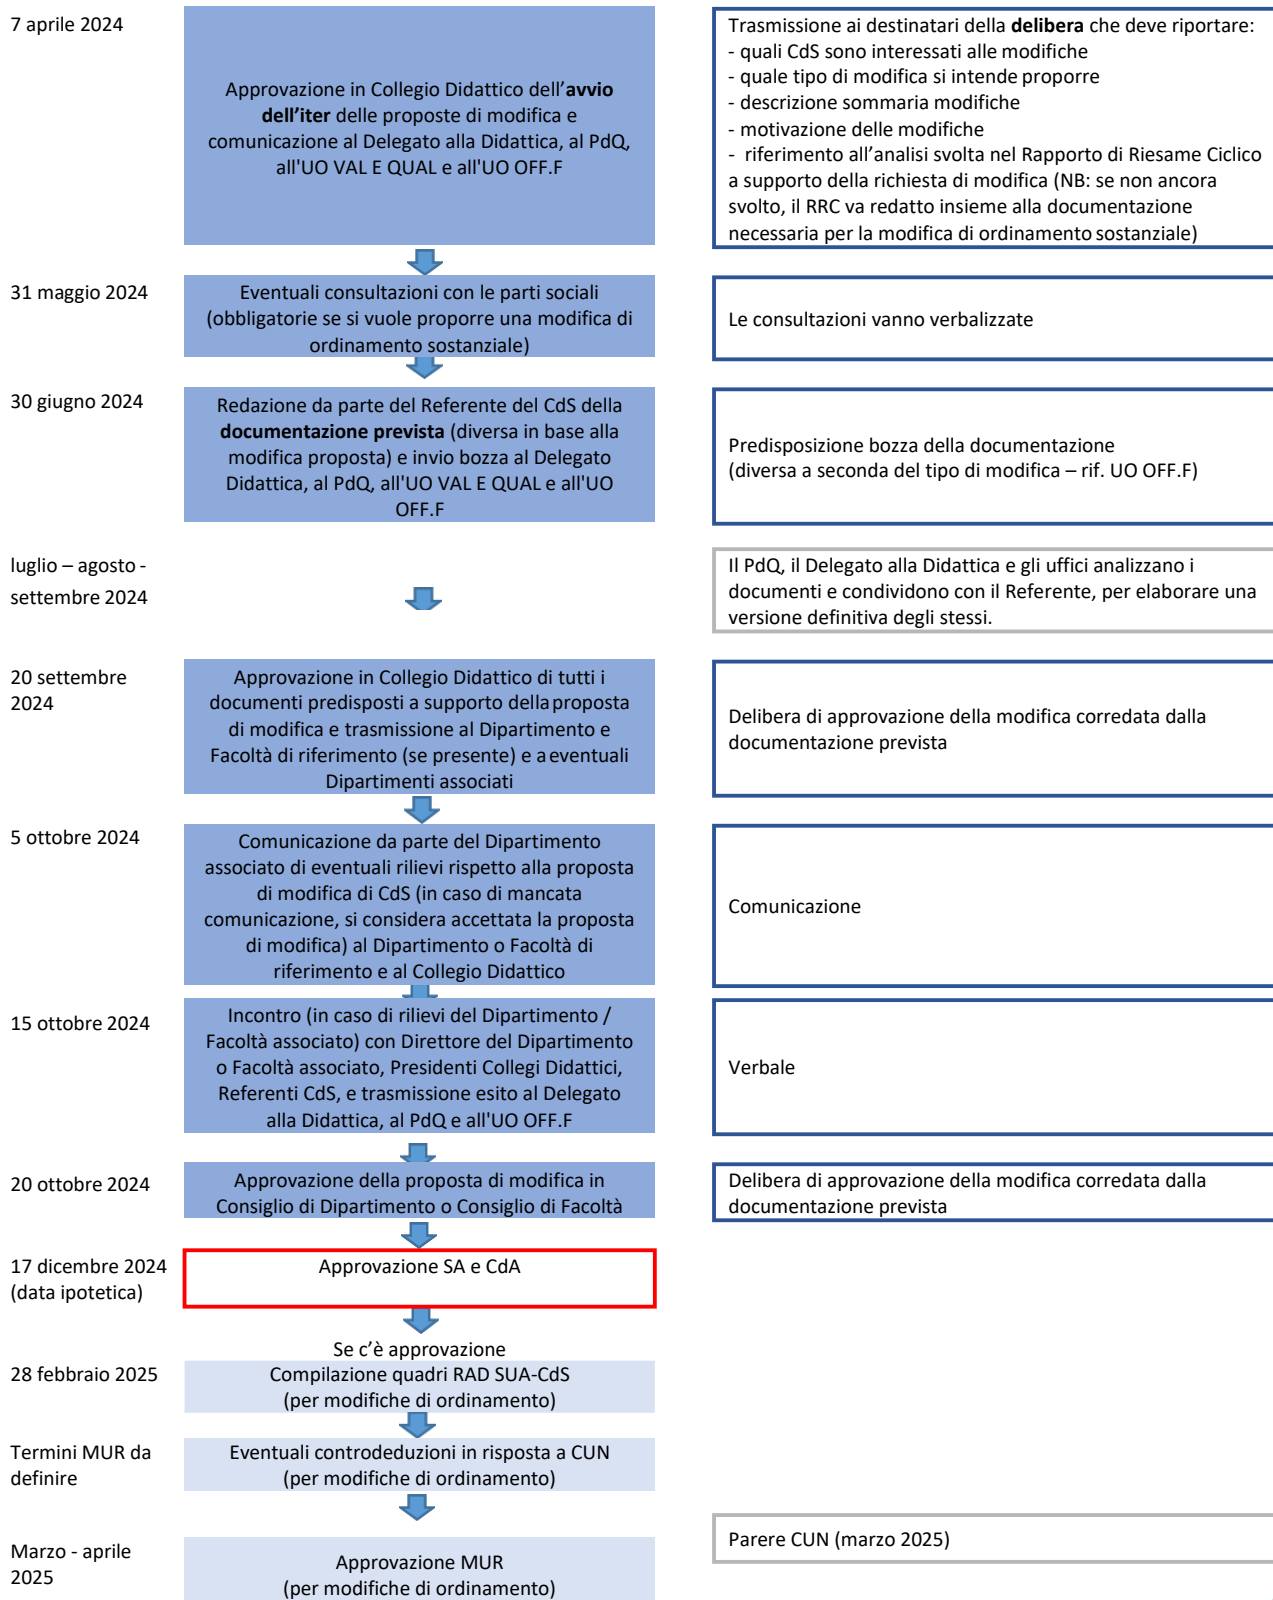 7 aprile 2024
Approvazione in Collegio Didattico dell'avvio
dell'iter delle proposte di modifica e
comunicazione al Delegato alla Didattica, al PdQ,
all'UO VAL E QUAL e all'UO OFF.F
Trasmissione ai destinatari della delibera che deve riportare:
- quali CdS sono interessati alle modifiche
- quale tipo di modifica si intende proporre
- descrizione sommaria modifiche
- motivazione delle modifiche
- riferimento all'analisi svolta nel Rapporto di Riesame Ciclico
a supporto della richiesta di modifica (NB: se non ancora
svolto, il RRC va redatto insieme alla documentazione
necessaria per la modifica di ordinamento sostanziale)
31 maggio 2024
Eventuali consultazioni con le parti sociali
(obbligatorie se si vuole proporre una modifica di
ordinamento sostanziale)
Le consultazioni vanno verbalizzate
30 giugno 2024
Redazione da parte del Referente del CdS della
documentazione prevista (diversa in base alla
modifica proposta) e invio bozza al Delegato
Didattica, al PdQ, all'UO VAL E QUAL e all'UO
OFF.F
Predisposizione bozza della documentazione
(diversa a seconda del tipo di modifica – rif. UO OFF.F)
luglio – agosto -
settembre 2024
Il PdQ, il Delegato alla Didattica e gli uffici analizzano i
documenti e condividono con il Referente, per elaborare una
versione definitiva degli stessi.
20 settembre
2024
Approvazione in Collegio Didattico di tutti i
documenti predisposti a supporto della proposta
di modifica e trasmissione al Dipartimento e
Facoltà di riferimento (se presente) e a eventuali
Dipartimenti associati
Delibera di approvazione della modifica corredata dalla
documentazione prevista
5 ottobre 2024
Comunicazione da parte del Dipartimento
associato di eventuali rilievi rispetto alla proposta
di modifica di CdS (in caso di mancata
comunicazione, si considera accettata la proposta
di modifica) al Dipartimento o Facoltà di
riferimento e al Collegio Didattico
Comunicazione
15 ottobre 2024
Incontro (in caso di rilievi del Dipartimento /
Facoltà associato) con Direttore del Dipartimento
o Facoltà associato, Presidenti Collegi Didattici,
Referenti CdS, e trasmissione esito al Delegato
alla Didattica, al PdQ e all'UO OFF.F
Verbale
20 ottobre 2024
Approvazione della proposta di modifica in
Consiglio di Dipartimento o Consiglio di Facoltà
Delibera di approvazione della modifica corredata dalla
documentazione prevista
17 dicembre 2024
(data ipotetica)
Approvazione SA e CdA
Se c'è approvazione
28 febbraio 2025
Compilazione quadri RAD SUA-CdS
(per modifiche di ordinamento)
Termini MUR da
definire
Eventuali controdeduzioni in risposta a CUN
(per modifiche di ordinamento)
Parere CUN (marzo 2025)
Marzo - aprile
2025
Approvazione MUR
(per modifiche di ordinamento)